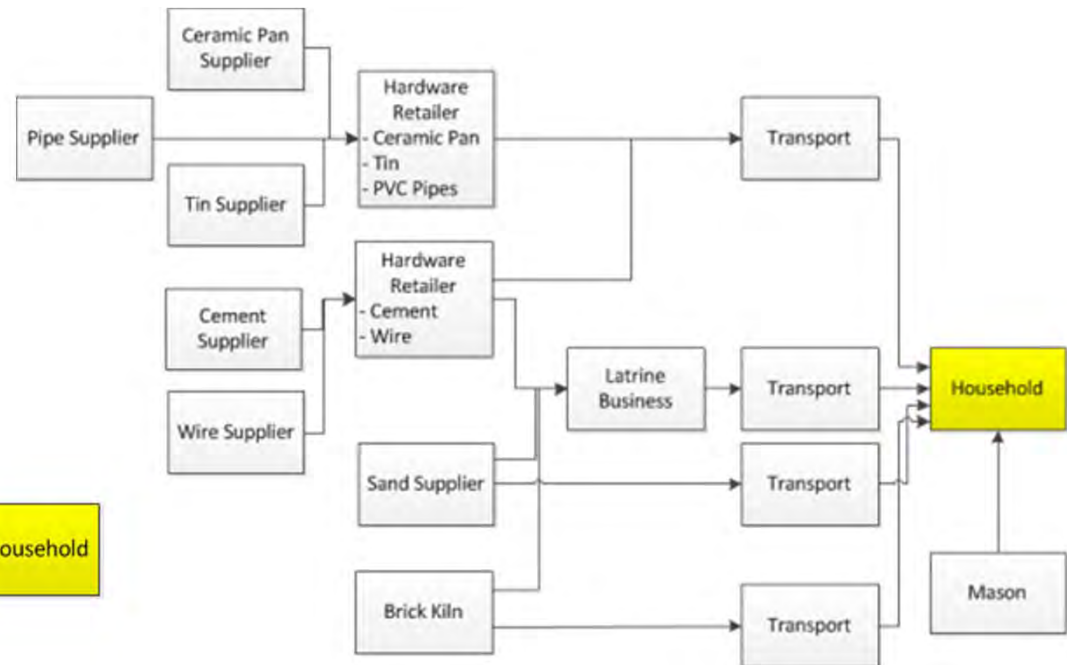 Ceramic Pan
Supplier
Pipe Supplier
Tin Supplier
Hardware
Retailer
- Ceramic Pan
- Tin
- PVC Pipes
Transport
Cement
Supplier
Wire Supplier
Hardware
Retailer
- Cement
- Wire
Latrine
Business
Transport
Household
Sand Supplier
Transport
ousehold
Brick Kiln
Transport
Mason